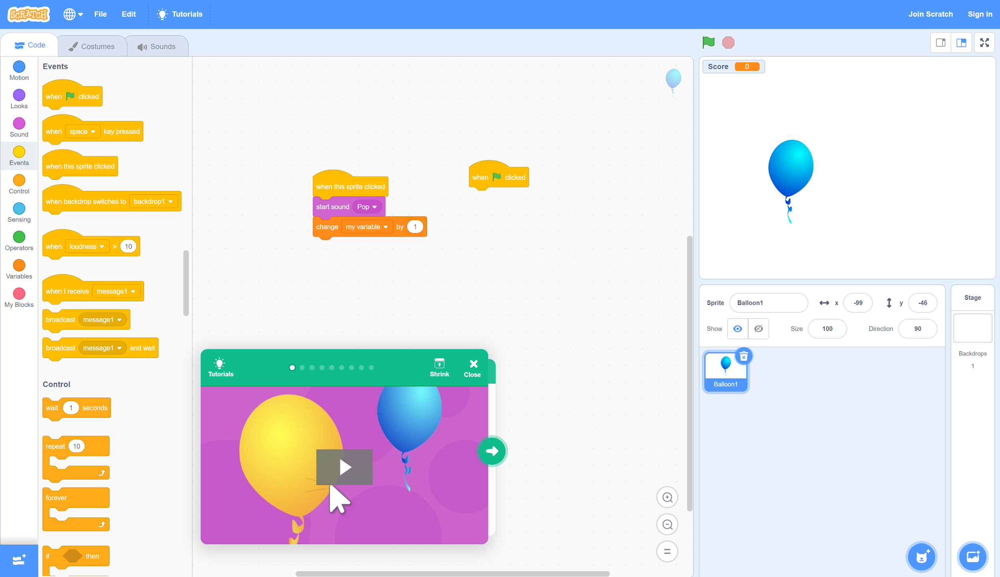 SCRATCH File Edit Tutorials Join Scratch Sign in
Code Costumes Sounds
Motion
Looks
Sound
Events
Control
Sensing
Operators
Variables
My Blocks
Events
when clicked
when space key pressed
when this sprite clicked
when backdrop switches to backdrop1
when loudness > 10
when I receive message1
broadcast message1
broadcast message1 and wait
Control
wait 1 seconds
repeat 10
forever
if then
when this sprite clicked
start sound Pop
change my variable by 1
when clicked
Tutorials Shrink Close
Score 0
Sprite Balloon1 x -99 y -46
Show Size 100 Direction 90
Balloon1
Stage
Backdrops
1